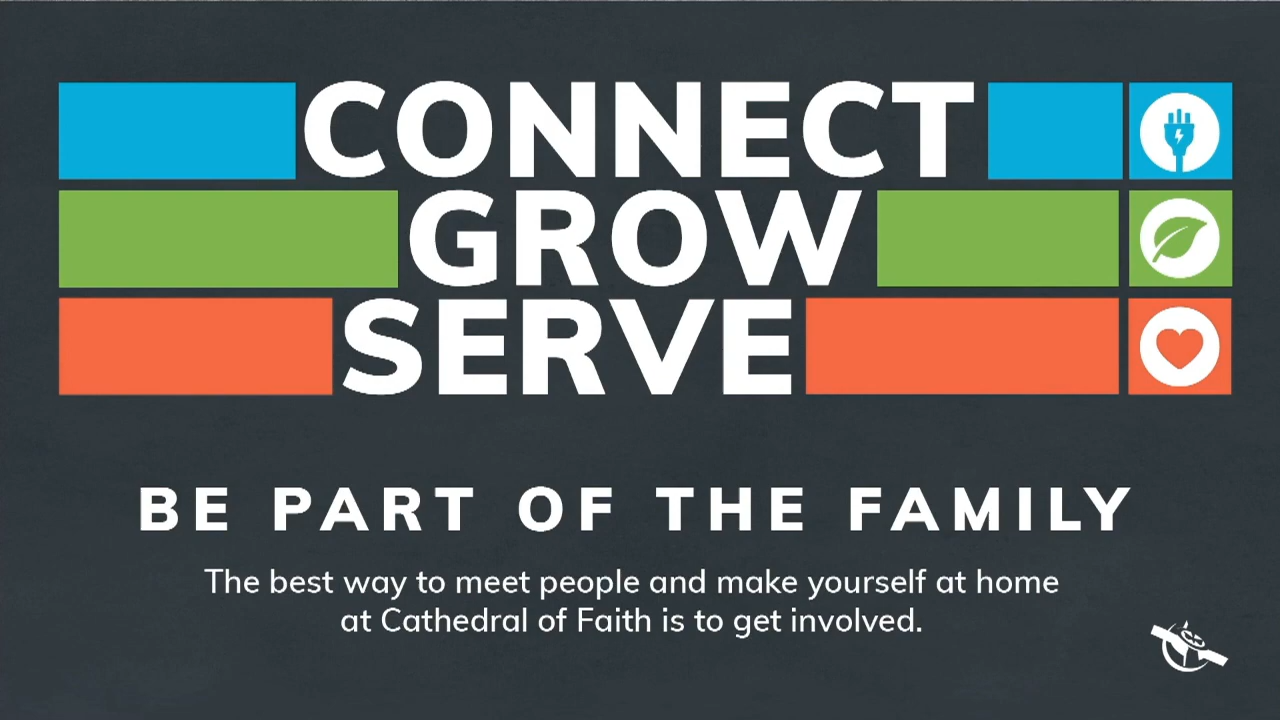 CONNECT
GROW
SERVE
BE PART OF THE FAMILY
The best way to meet people and make yourself at home
at Cathedral of Faith is to get involved.